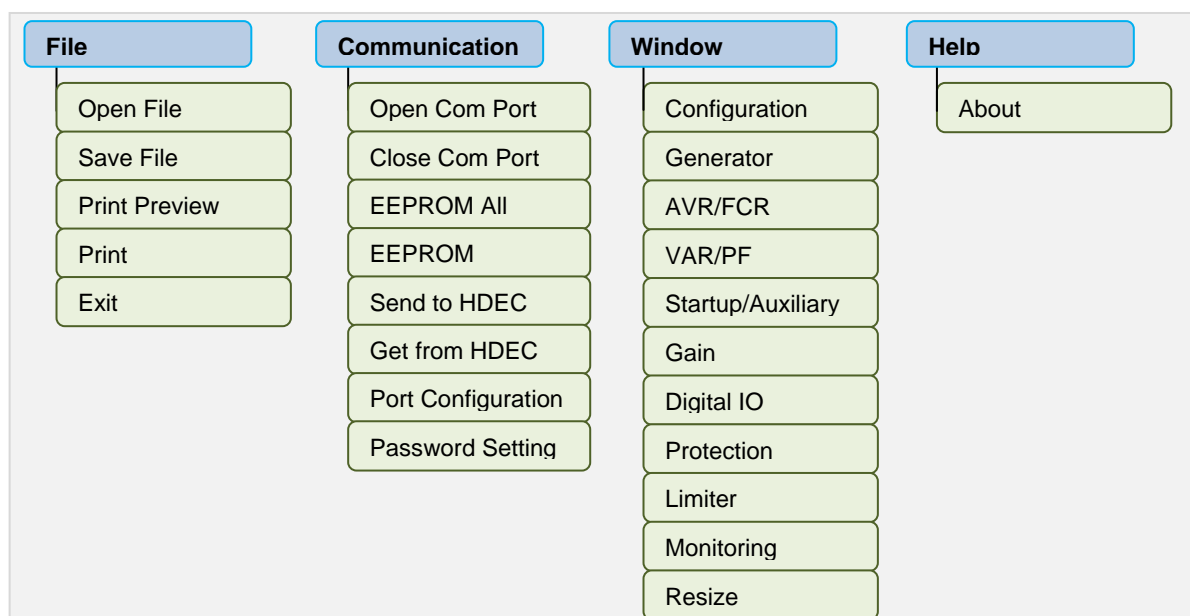 File
Open File
Save File
Print Preview
Print
Exit
Communication
Open Com Port
Close Com Port
EEPROM All
EEPROM
Send to HDEC
Get from HDEC
Port Configuration
Password Setting
Window
Configuration
Generator
AVR/FCR
VAR/PF
Startup/Auxiliary
Gain
Digital IO
Protection
Limiter
Monitoring
Resize
Help
About